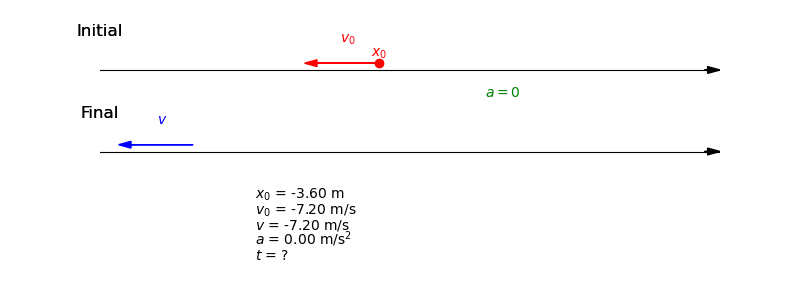 Initial
v₀
x₀
a = 0
Final
v
x₀ = -3.60 m
v₀ = -7.20 m/s
v = -7.20 m/s
a = 0.00 m/s²
t = ?